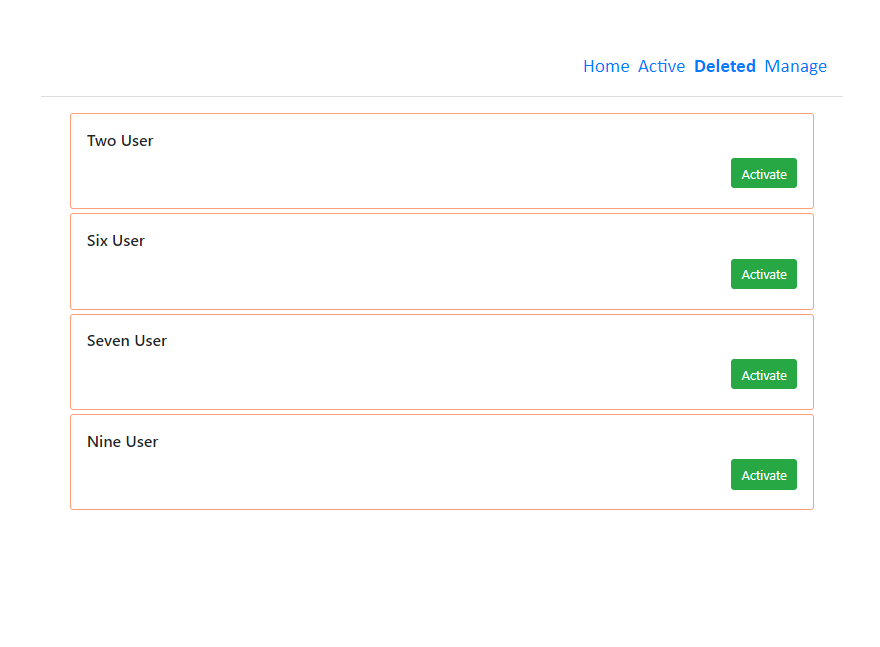 Home Active Deleted Manage
Two User
Activate
Six User
Activate
Seven User
Activate
Nine User
Activate